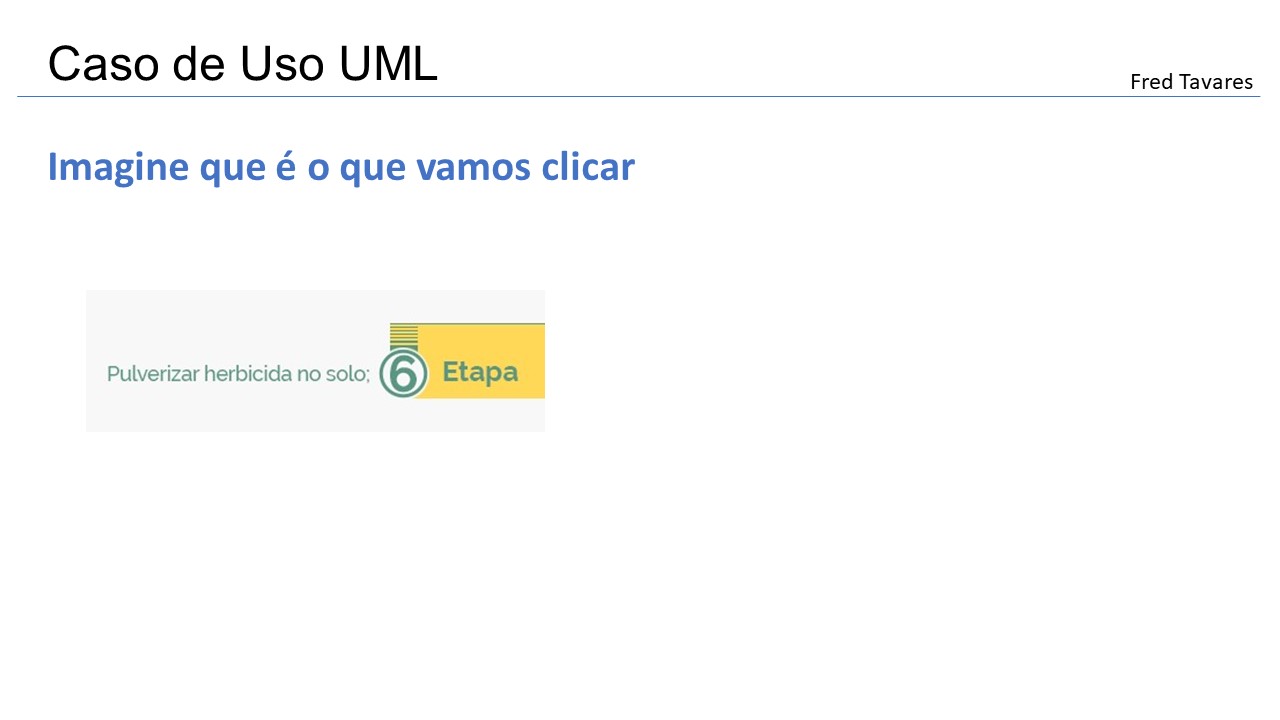 Caso de Uso UML
Fred Tavares
Imagine que é o que vamos clicar
Pulverizar herbicida no solo; 6 Etapa